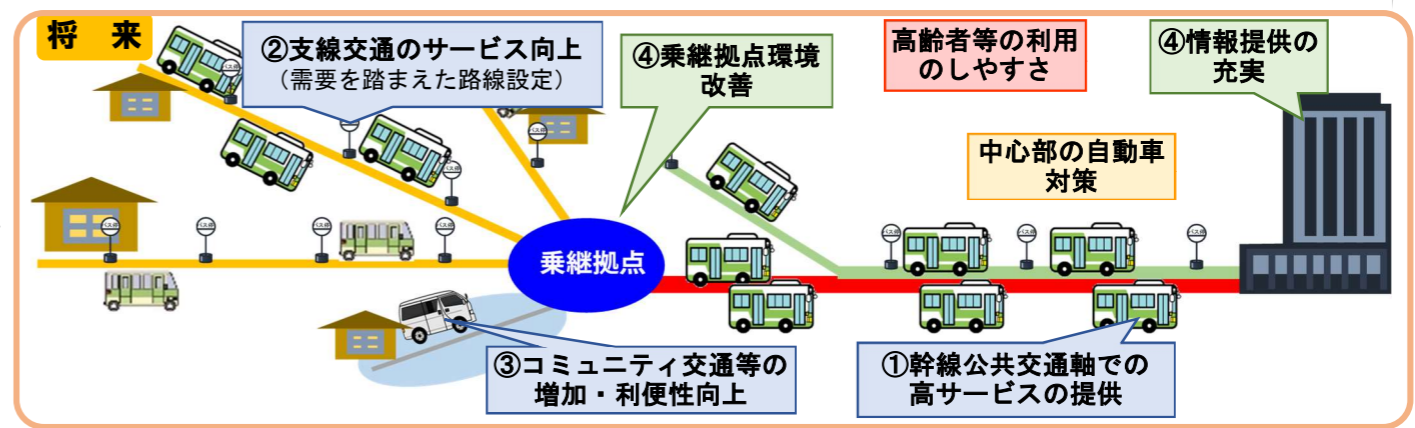 将 来
②支線交通のサービス向上
（需要を踏まえた路線設定）
④乗継拠点環境
改善
高齢者等の利用
のしやすさ
④情報提供の
充実
中心部の自動車
対策
乗継拠点
③コミュニティ交通等の
増加・利便性向上
①幹線公共交通軸での
高サービスの提供